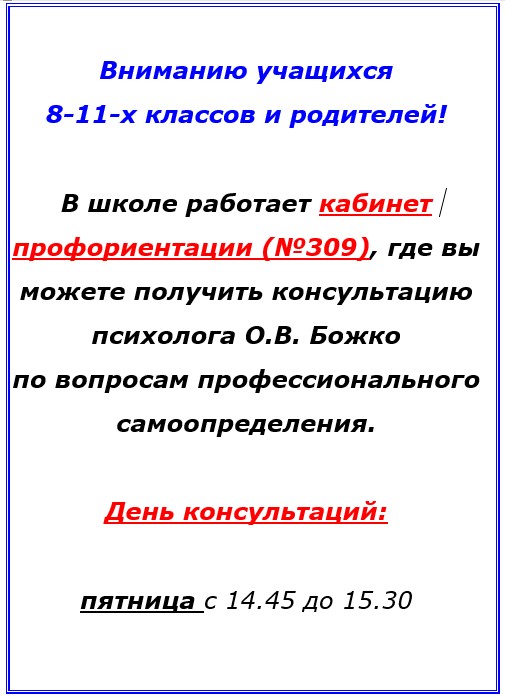 Вниманию учащихся
8-11-х классов и родителей!
В школе работает кабинет
профориентации (№309), где вы
можете получить консультацию
психолога О.В. Божко
по вопросам профессионального
самоопределения.
День консультаций:
пятница с 14.45 до 15.30